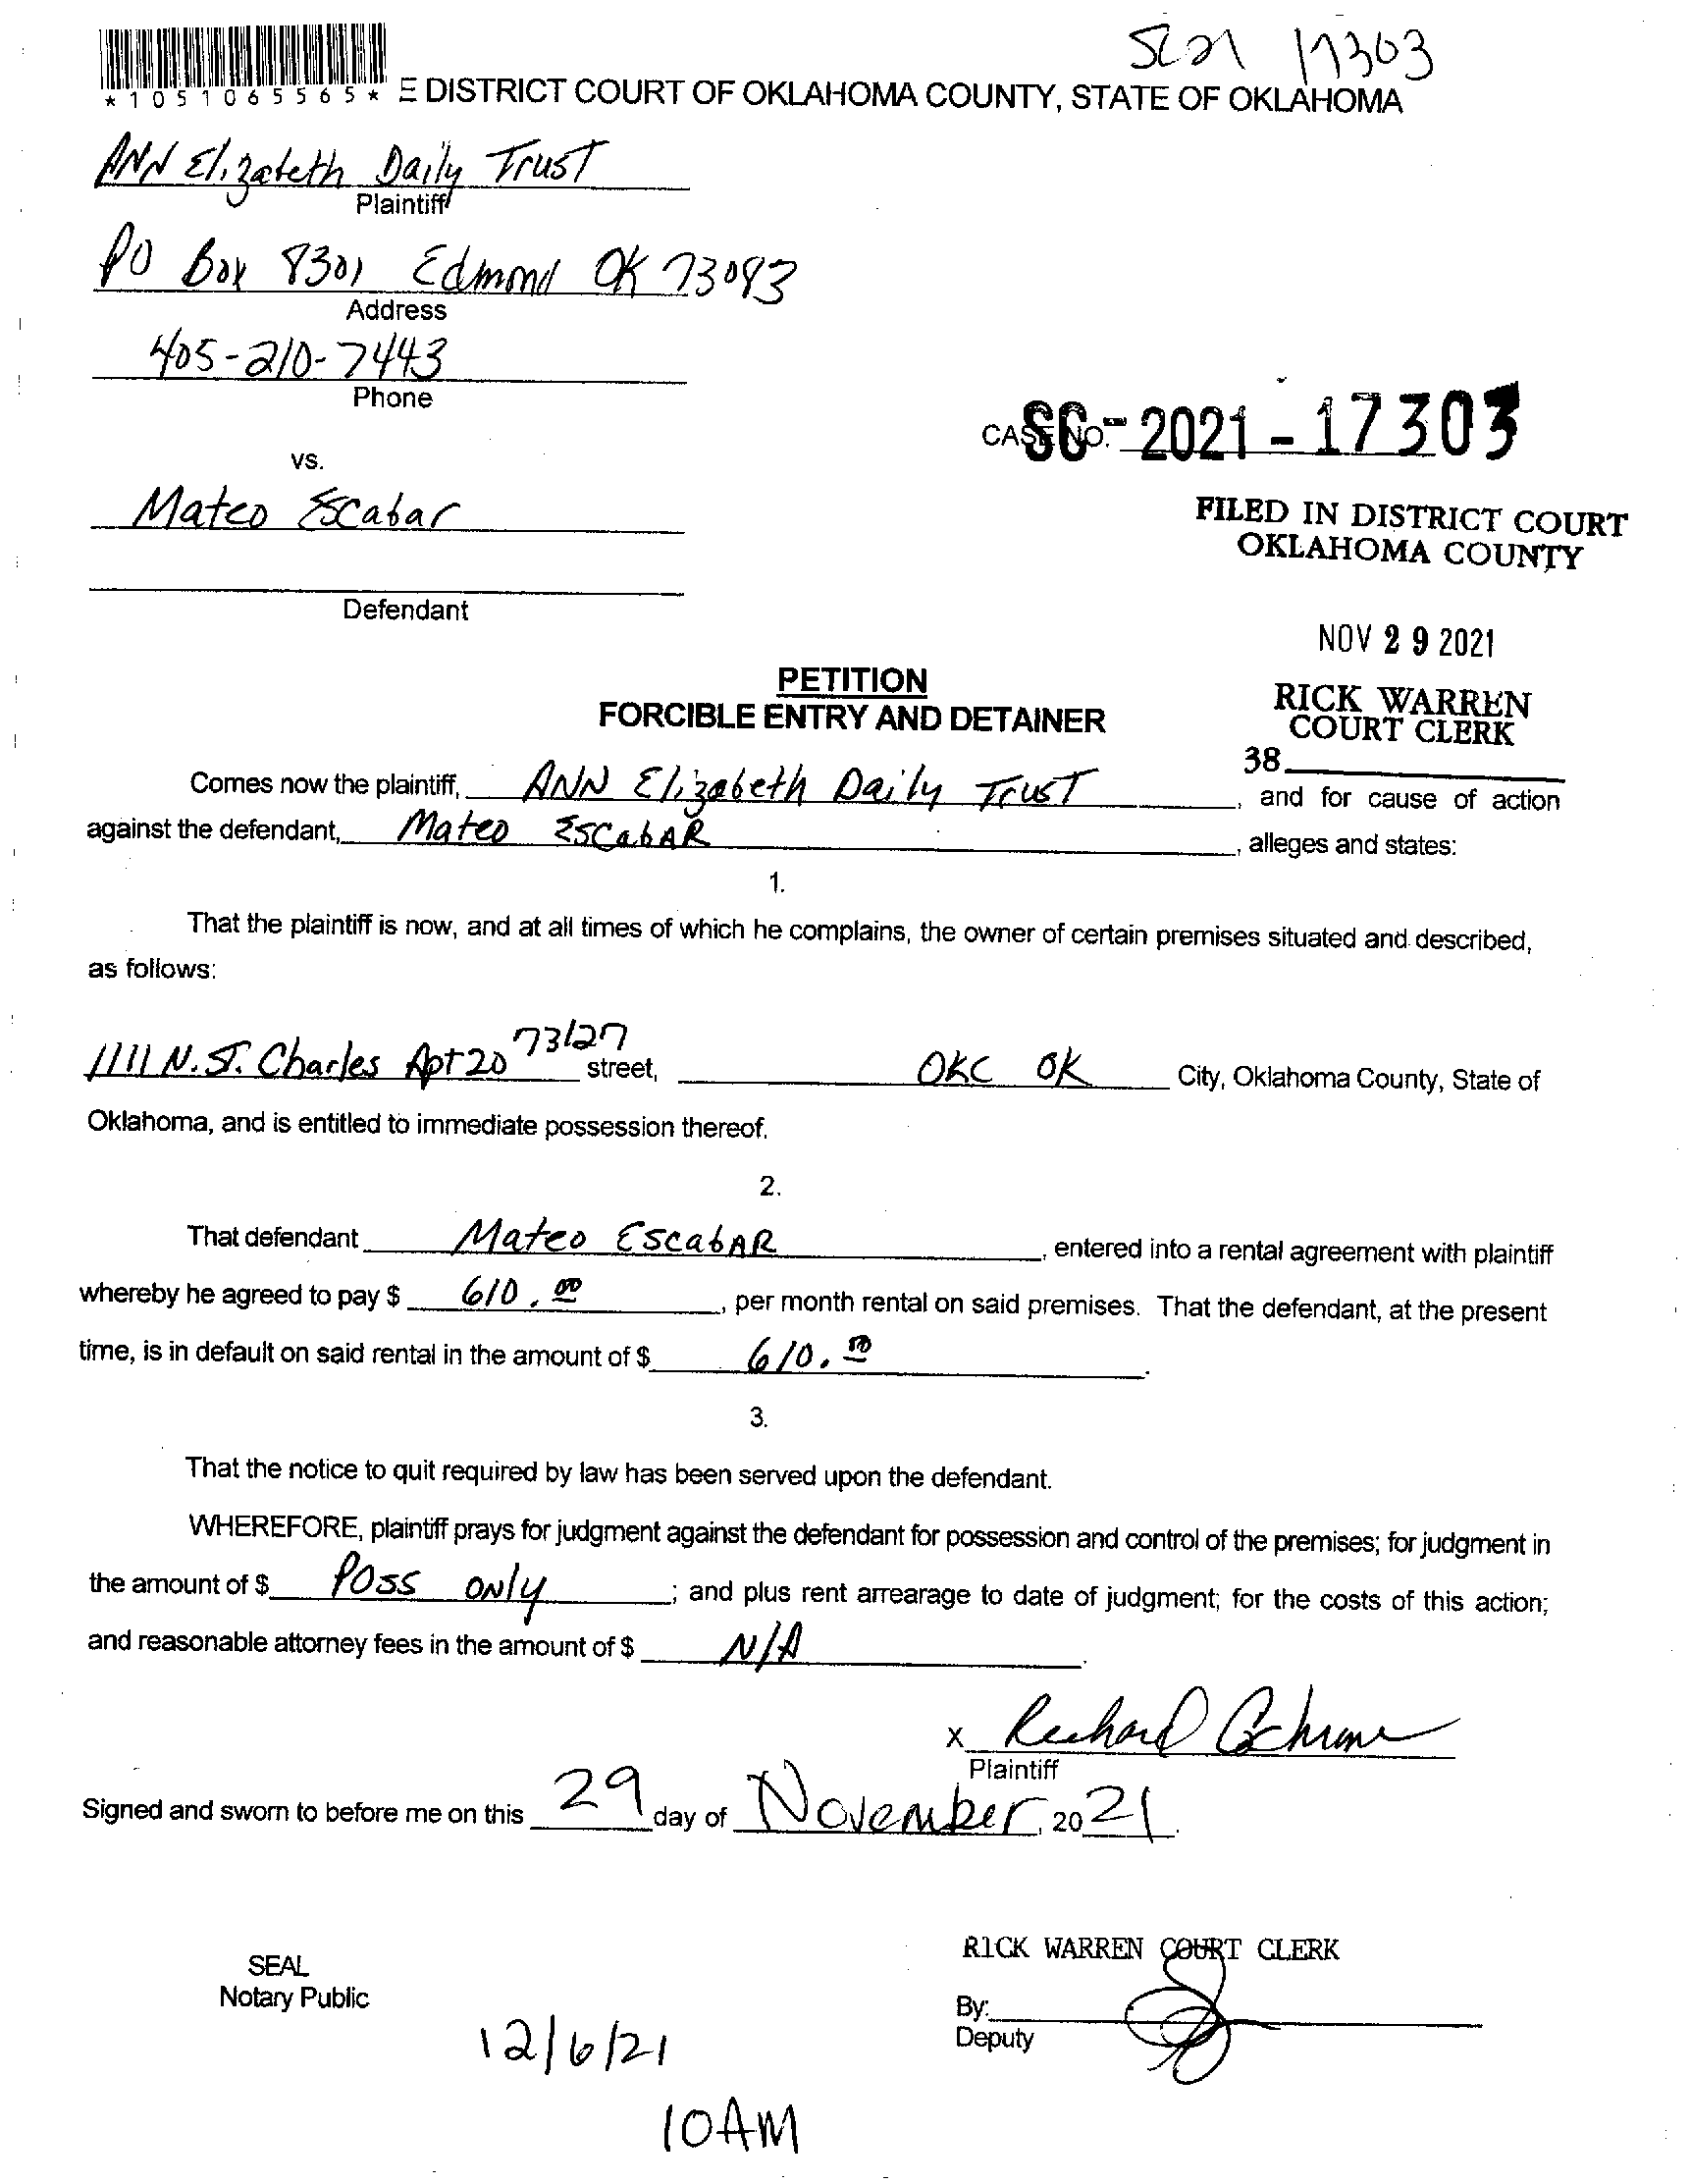 SC21 17303
*1051065565* E DISTRICT COURT OF OKLAHOMA COUNTY, STATE OF OKLAHOMA
ANN Elizabeth Daily Trust
Plaintiff
PO Box 8301 Edmond OK 73083
Address
405-210-7443
Phone
CASE NO. SC-2021-17303
vs.
Mateo Escabar
FILED IN DISTRICT COURT
OKLAHOMA COUNTY
Defendant
NOV 29 2021
PETITION
FORCIBLE ENTRY AND DETAINER
RICK WARREN
COURT CLERK
38
Comes now the plaintiff, ANN Elizabeth Daily Trust, and for cause of action
against the defendant, Mateo EscabAR, alleges and states:
1.
That the plaintiff is now, and at all times of which he complains, the owner of certain premises situated and described,
as follows:
1111 N. ST. Charles Apt 20 73127 street, OKC OK City, Oklahoma County, State of
Oklahoma, and is entitled to immediate possession thereof.
2.
That defendant Mateo EscabAR, entered into a rental agreement with plaintiff
whereby he agreed to pay $ 610.00, per month rental on said premises. That the defendant, at the present
time, is in default on said rental in the amount of $ 610.00.
3.
That the notice to quit required by law has been served upon the defendant.
WHEREFORE, plaintiff prays for judgment against the defendant for possession and control of the premises; for judgment in
the amount of $ POSS ONLY; and plus rent arrearage to date of judgment; for the costs of this action;
and reasonable attorney fees in the amount of $ N/A.
X Richard Cochrane
Plaintiff
Signed and sworn to before me on this 29 day of November, 2021.
RICK WARREN COURT CLERK
SEAL
Notary Public
By:
Deputy
12/6/21
10AM